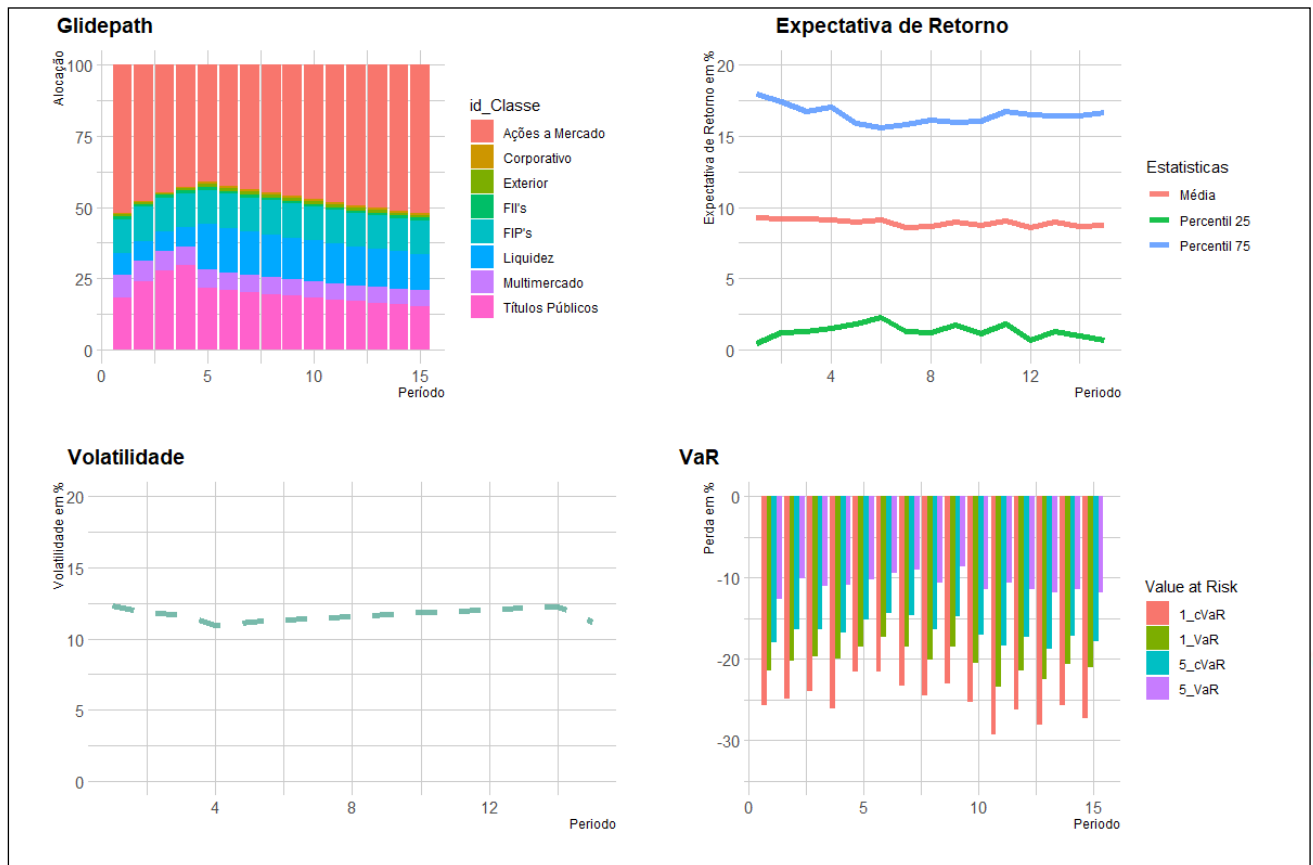 Glidepath
Alocação
100
75
50
25
0
0
5
10
15
Período
id_Classe
Ações a Mercado
Corporativo
Exterior
FII's
FIP's
Liquidez
Multimercado
Títulos Públicos
Expectativa de Retorno
Expectativa de Retorno em %
20
15
10
5
0
4
8
12
Periodo
Estatisticas
Média
Percentil 25
Percentil 75
Volatilidade
Volatilidade em %
20
15
10
5
0
4
8
12
Periodo
VaR
Perda em %
0
-10
-20
-30
0
5
10
15
Periodo
Value at Risk
1_cVaR
1_VaR
5_cVaR
5_VaR